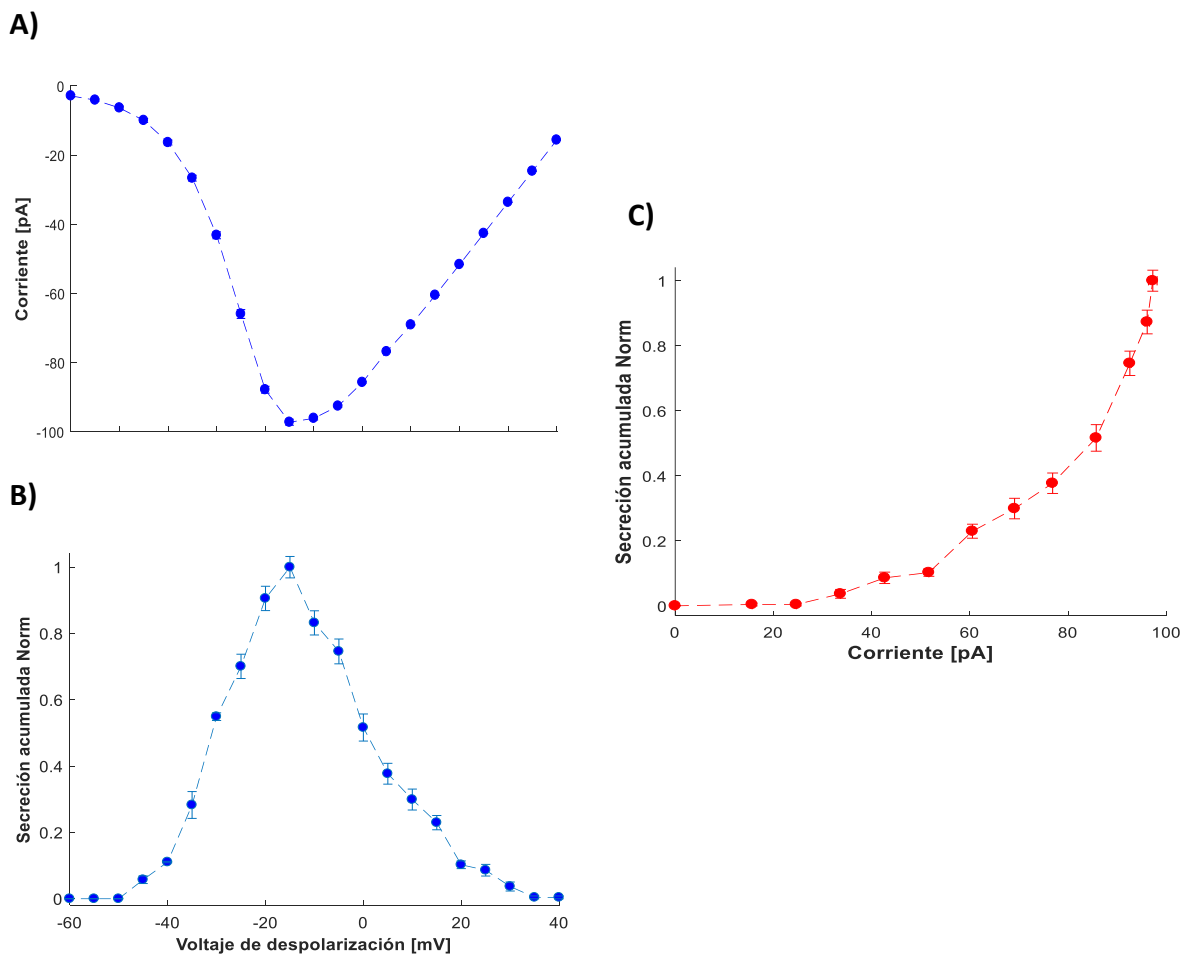 A)
0
-20
-40
-60
-80
-100
Corriente [pA]
B)
1
0.8
0.6
0.4
0.2
0
Secreción acumulada Norm
-60 -40 -20 0 20 40
Voltaje de despolarización [mV]
C)
1
0.8
0.6
0.4
0.2
0
Secreción acumulada Norm
0 20 40 60 80 100
Corriente [pA]